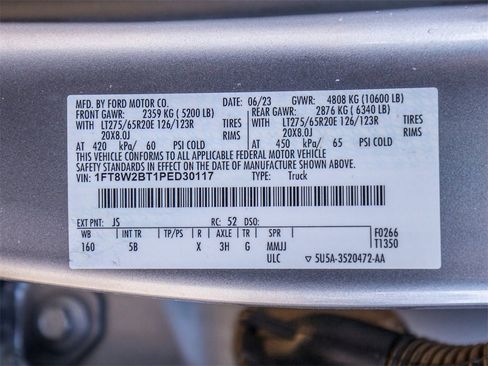 MFD. BY FORD MOTOR CO. DATE: 06/23 GVWR: 4808 KG (10600 LB)
FRONT GAWR: 2359 KG (5200 LB) REAR GAWR: 2876 KG (6340 LB)
WITH LT275/65R20E 126/123R TIRES WITH LT275/65R20E 126/123R TIRES
20X8.0J RIMS 20X8.0J RIMS
AT 420 kPa/ 60 PSI COLD AT 450 kPa/ 65 PSI COLD
THIS VEHICLE CONFORMS TO ALL APPLICABLE FEDERAL MOTOR VEHICLE
SAFETY STANDARDS IN EFFECT ON THE DATE OF MANUFACTURE SHOWN ABOVE.
VIN: 1FT8W2BT1PED30117 TYPE: Truck
EXT PNT: JS RC: 52 DSO:
WB INT TR TP/PS R AXLE TR SPR F0266
160 5B X 3H G MMJJ T1350
ULC ▽ 5U5A-3520472-AA